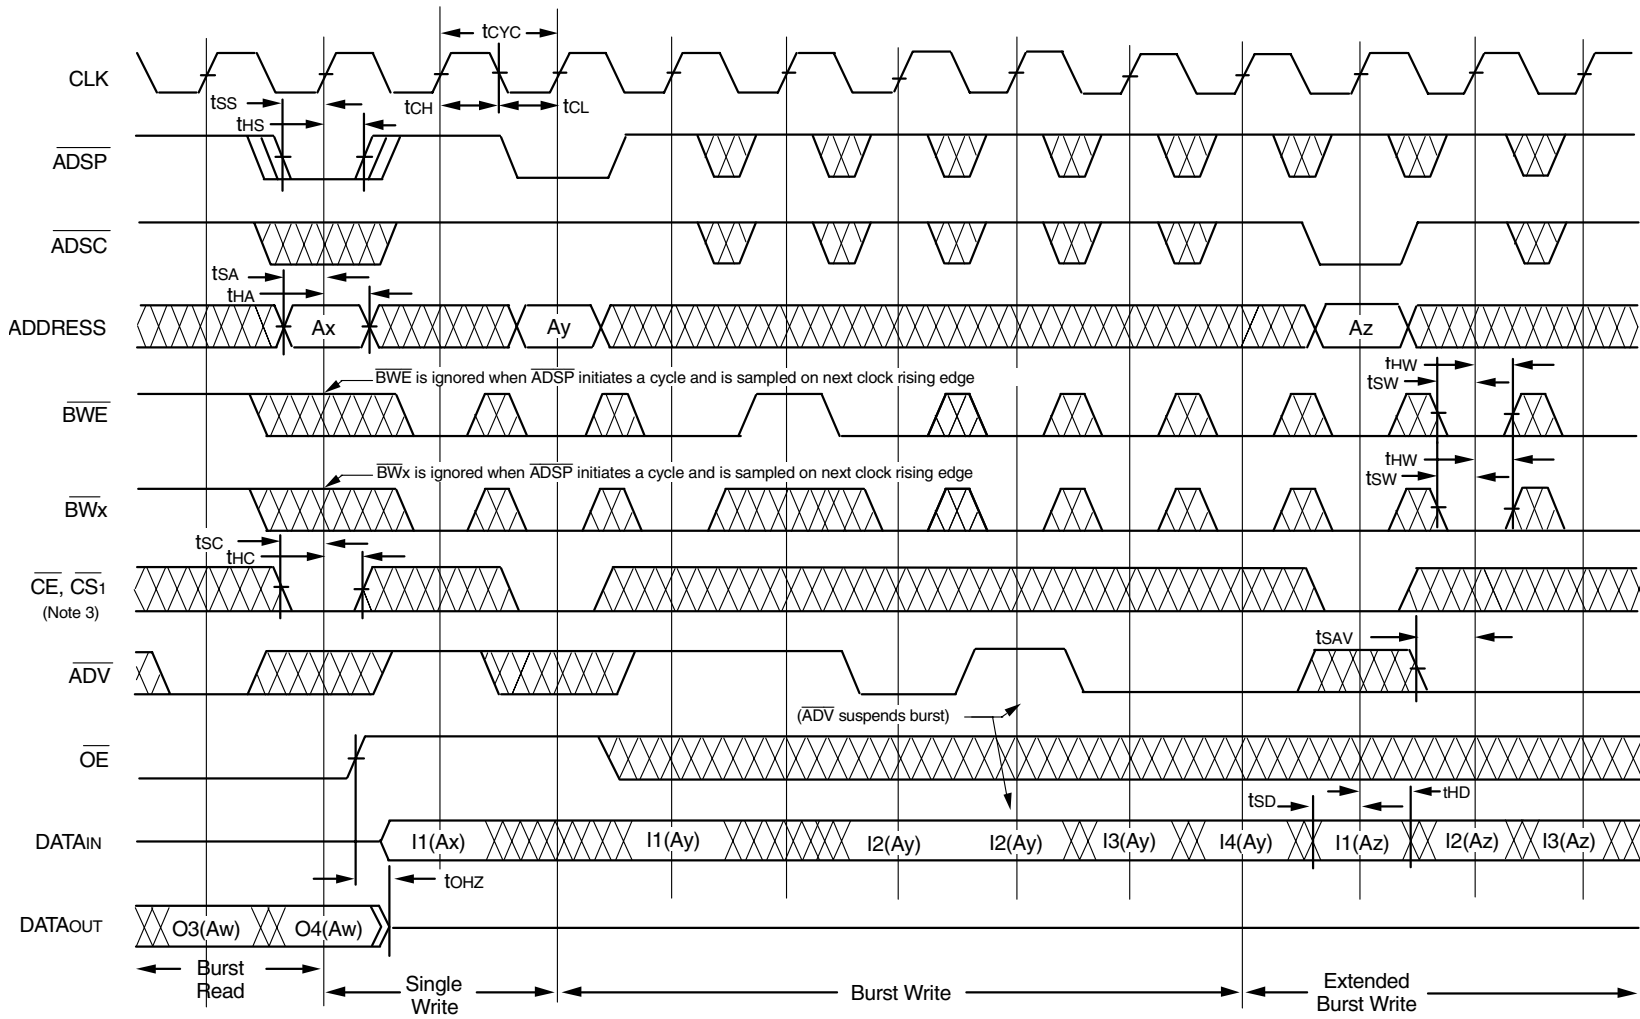 tCYC
CLK
tSS
tCH
tCL
tHS
ADSP
ADSC
tSA
tHA
ADDRESS
Ax
Ay
Az
BWE is ignored when ADSP initiates a cycle and is sampled on next clock rising edge
tHW
tSW
BWE
BWx is ignored when ADSP initiates a cycle and is sampled on next clock rising edge
tHW
tSW
BWx
tSC
tHC
CE, CS1
(Note 3)
tSAV
ADV
(ADV suspends burst)
OE
tSD
tHD
DATAIN
I1(Ax)
I1(Ay)
I2(Ay)
I2(Ay)
I3(Ay)
I4(Ay)
I1(Az)
I2(Az)
I3(Az)
tOHZ
DATAOUT
O3(Aw)
O4(Aw)
Burst
Read
Single
Write
Burst Write
Extended
Burst Write